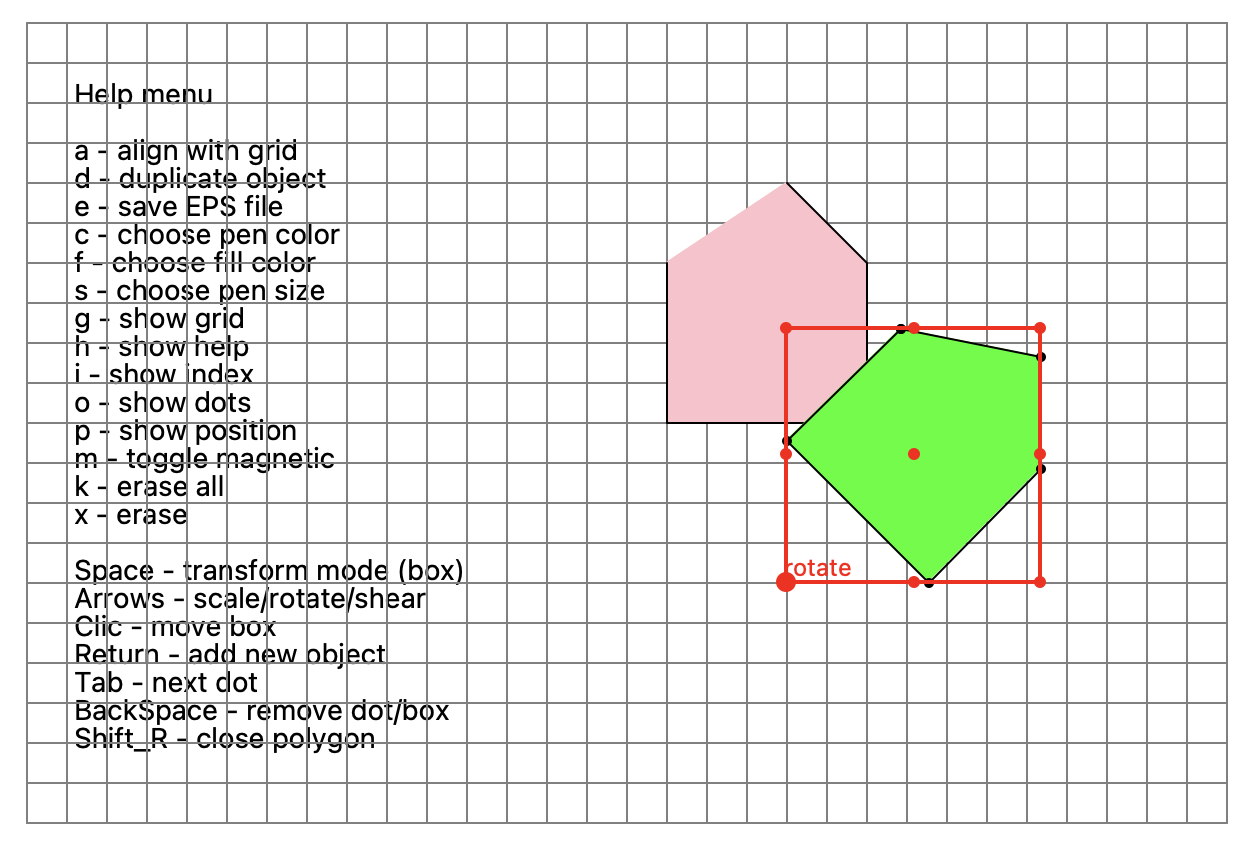 Help menu
a - align with grid
d - duplicate object
e - save EPS file
c - choose pen color
f - choose fill color
s - choose pen size
g - show grid
h - show help
i - show index
o - show dots
p - show position
m - toggle magnetic
k - erase all
x - erase
Space - transform mode (box)
Arrows - scale/rotate/shear
Clic - move box
Return - add new object
Tab - next dot
BackSpace - remove dot/box
Shift_R - close polygon
rotate